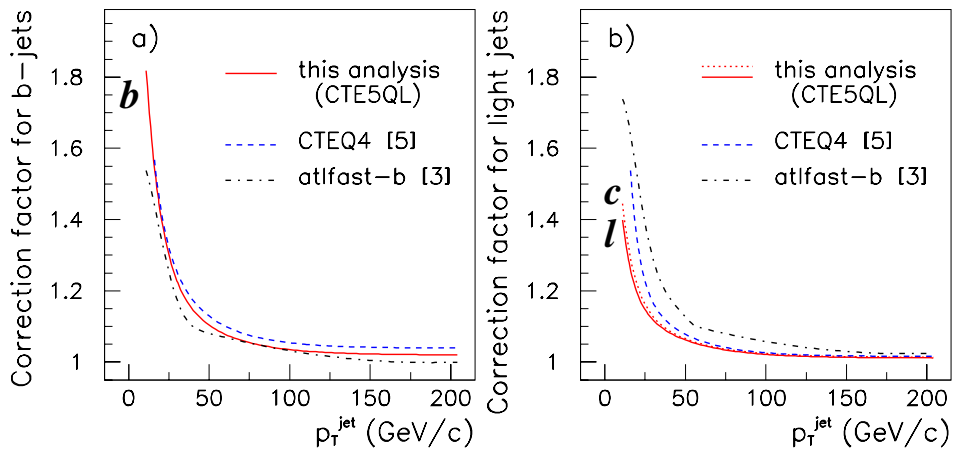 Correction factor for b-jets
a)
b
this analysis
(CTE5QL)
CTEQ4 [5]
atlfast-b [3]
1.8
1.6
1.4
1.2
1
0
50
100
150
200
p_T^jet (GeV/c)
Correction factor for light jets
b)
this analysis
(CTE5QL)
CTEQ4 [5]
atlfast-b [3]
c
l
1.8
1.6
1.4
1.2
1
0
50
100
150
200
p_T^jet (GeV/c)